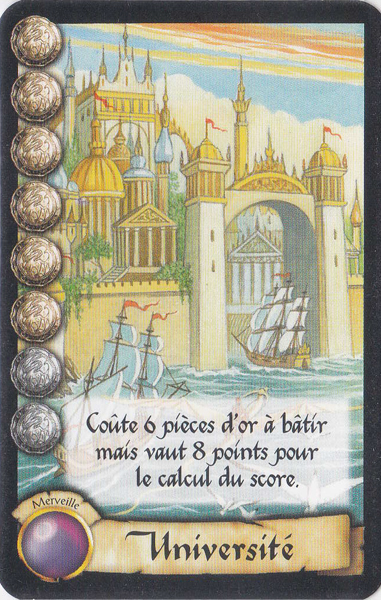 Coûte 6 pièces d'or à bâtir
mais vaut 8 points pour
le calcul du score.
Merveille
Université